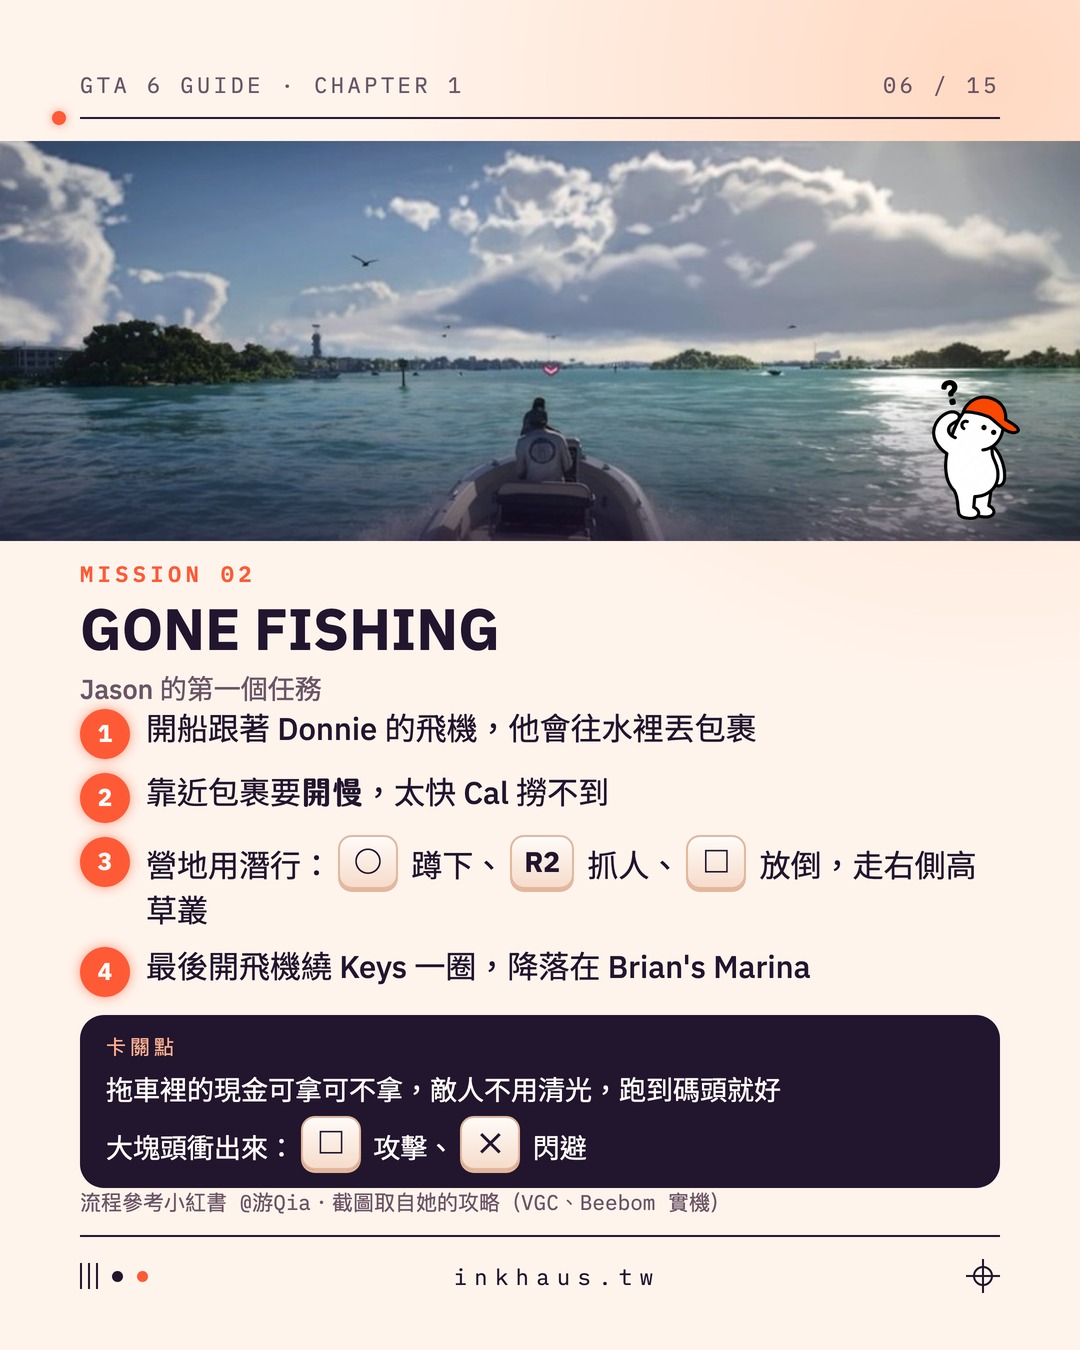 GTA 6 GUIDE · CHAPTER 1
06 / 15
?
MISSION 02
GONE FISHING
Jason 的第一個任務
1 開船跟著 Donnie 的飛機，他會往水裡丟包裹
2 靠近包裹要開慢，太快 Cal 撈不到
3 營地用潛行：○ 蹲下、R2 抓人、□ 放倒，走右側高
草叢
4 最後開飛機繞 Keys 一圈，降落在 Brian's Marina
卡關點
拖車裡的現金可拿可不拿，敵人不用清光，跑到碼頭就好
大塊頭衝出來：□ 攻擊、✕ 閃避
流程參考小紅書 @游Qia · 截圖取自她的攻略（VGC、Beebom 實機）
inkhaus.tw